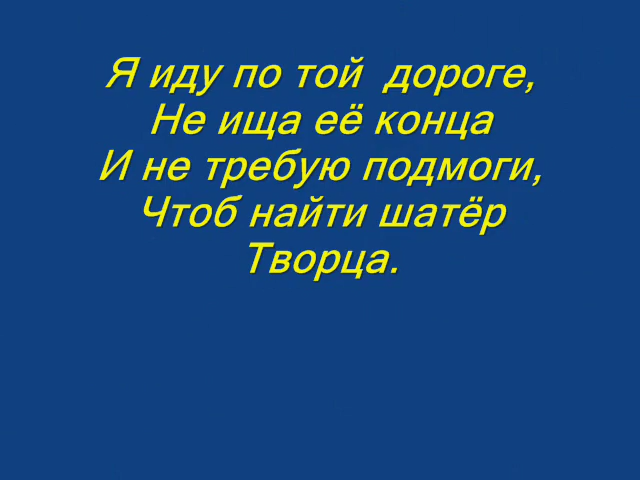 Я иду по той дороге,
Не ища её конца
И не требую подмоги,
Чтоб найти шатёр
Творца.